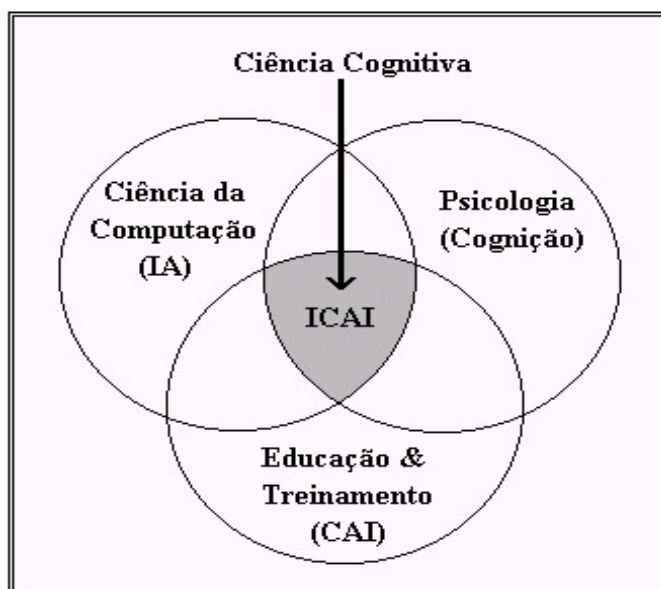 Ciência Cognitiva
Ciência da
Computação
(IA)
Psicologia
(Cognição)
ICAI
Educação &
Treinamento
(CAI)